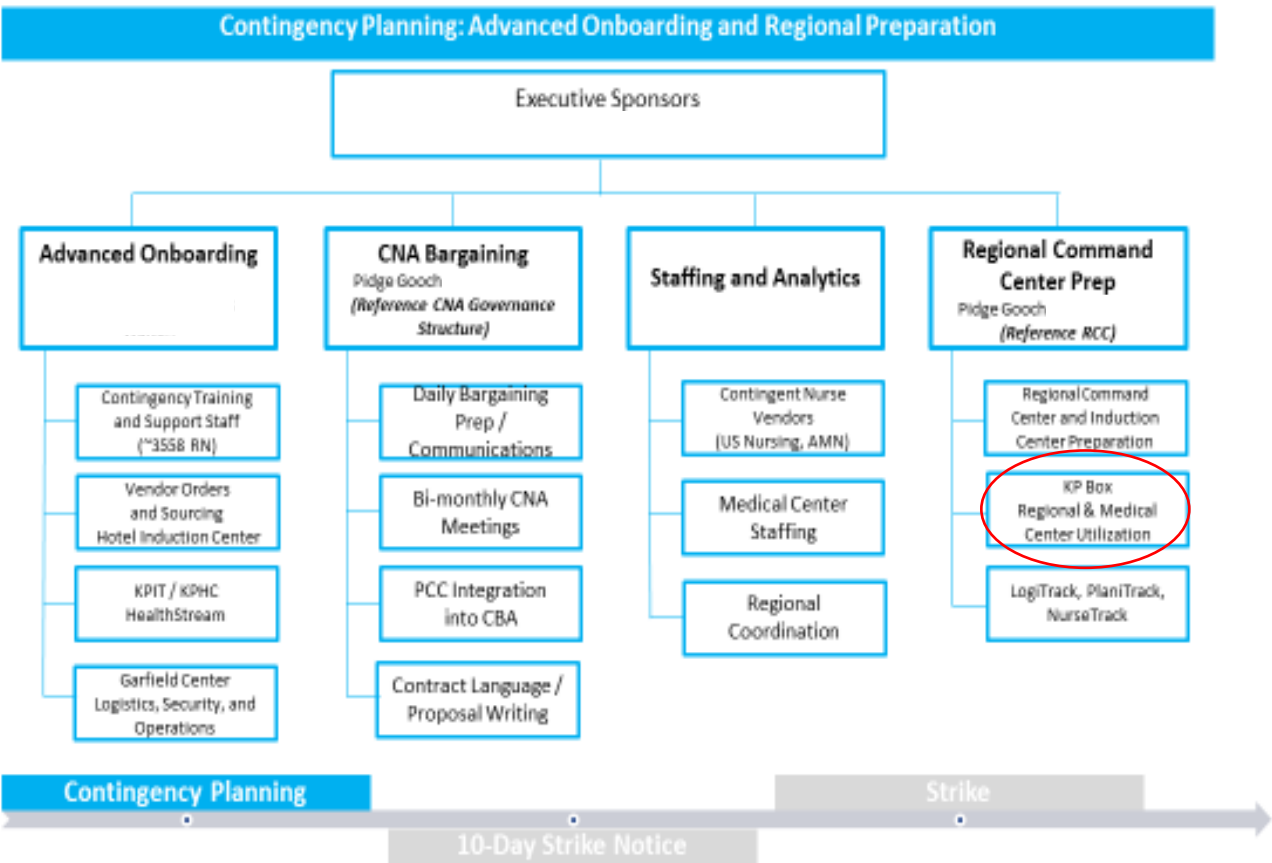 Contingency Planning: Advanced Onboarding and Regional Preparation
Executive Sponsors
Advanced Onboarding
CNA Bargaining
Pidge Gooch
(Reference CNA Governance
Structure)
Staffing and Analytics
Regional Command
Center Prep
Pidge Gooch
(Reference RCC)
Contingency Training
and Support Staff
(~3558 RN)
Vendor Orders
and Sourcing
Hotel Induction Center
KPIT / KPHC
HealthStream
Garfield Center
Logistics, Security, and
Operations
Daily Bargaining
Prep /
Communications
Bi-monthly CNA
Meetings
PCC Integration
into CBA
Contract Language /
Proposal Writing
Contingent Nurse
Vendors
(US Nursing, AMN)
Medical Center
Staffing
Regional
Coordination
Regional Command
Center and Induction
Center Preparation
KP Box
Regional & Medical
Center Utilization
LogiTrack, PlaniTrack,
NurseTrack
Contingency Planning
10-Day Strike Notice
Strike